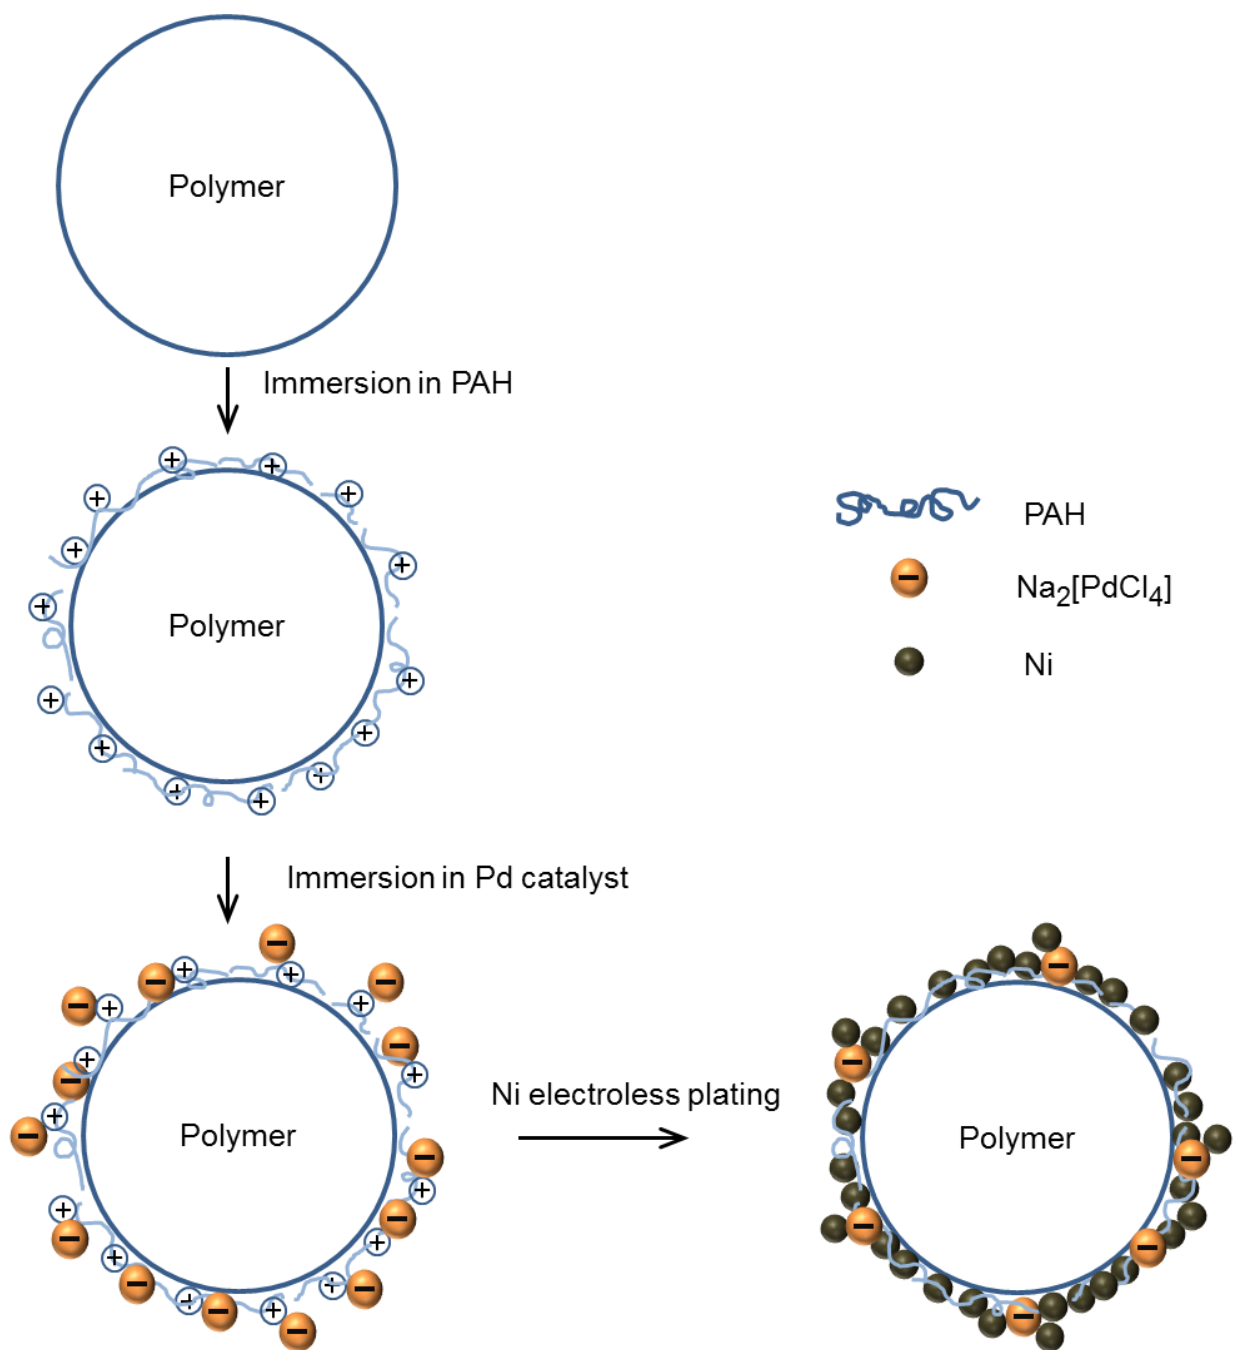 Polymer
Immersion in PAH
Polymer
PAH
Na2[PdCl4]
Ni
Immersion in Pd catalyst
Polymer
Ni electroless plating
Polymer